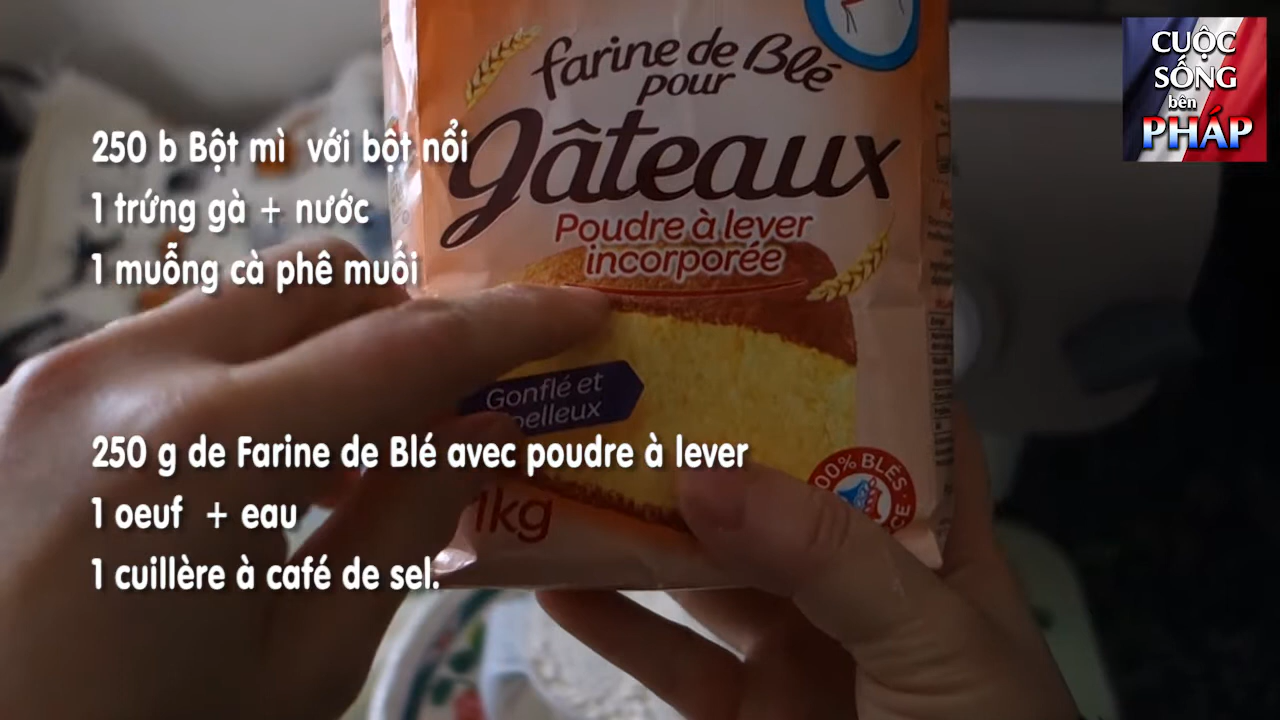 CUỘC
SỐNG
bên
PHÁP
farine de Blé
pour
gâteaux
Poudre à lever
incorporée
Gonflé et
1kg
250 b Bột mì với bột nổi
1 trứng gà + nước
1 muỗng cà phê muối
250 g de Farine de Blé avec poudre à lever
1 oeuf + eau
1 cuillère à café de sel.
100% BLÉS